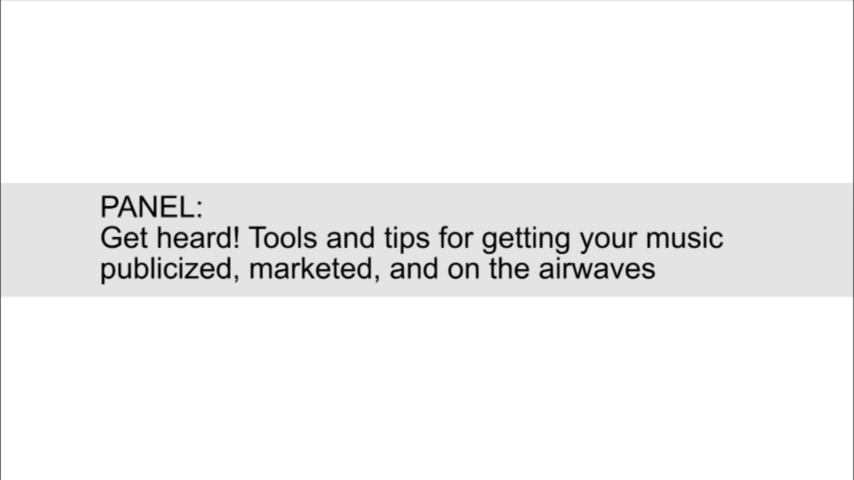 PANEL:
Get heard! Tools and tips for getting your music
publicized, marketed, and on the airwaves